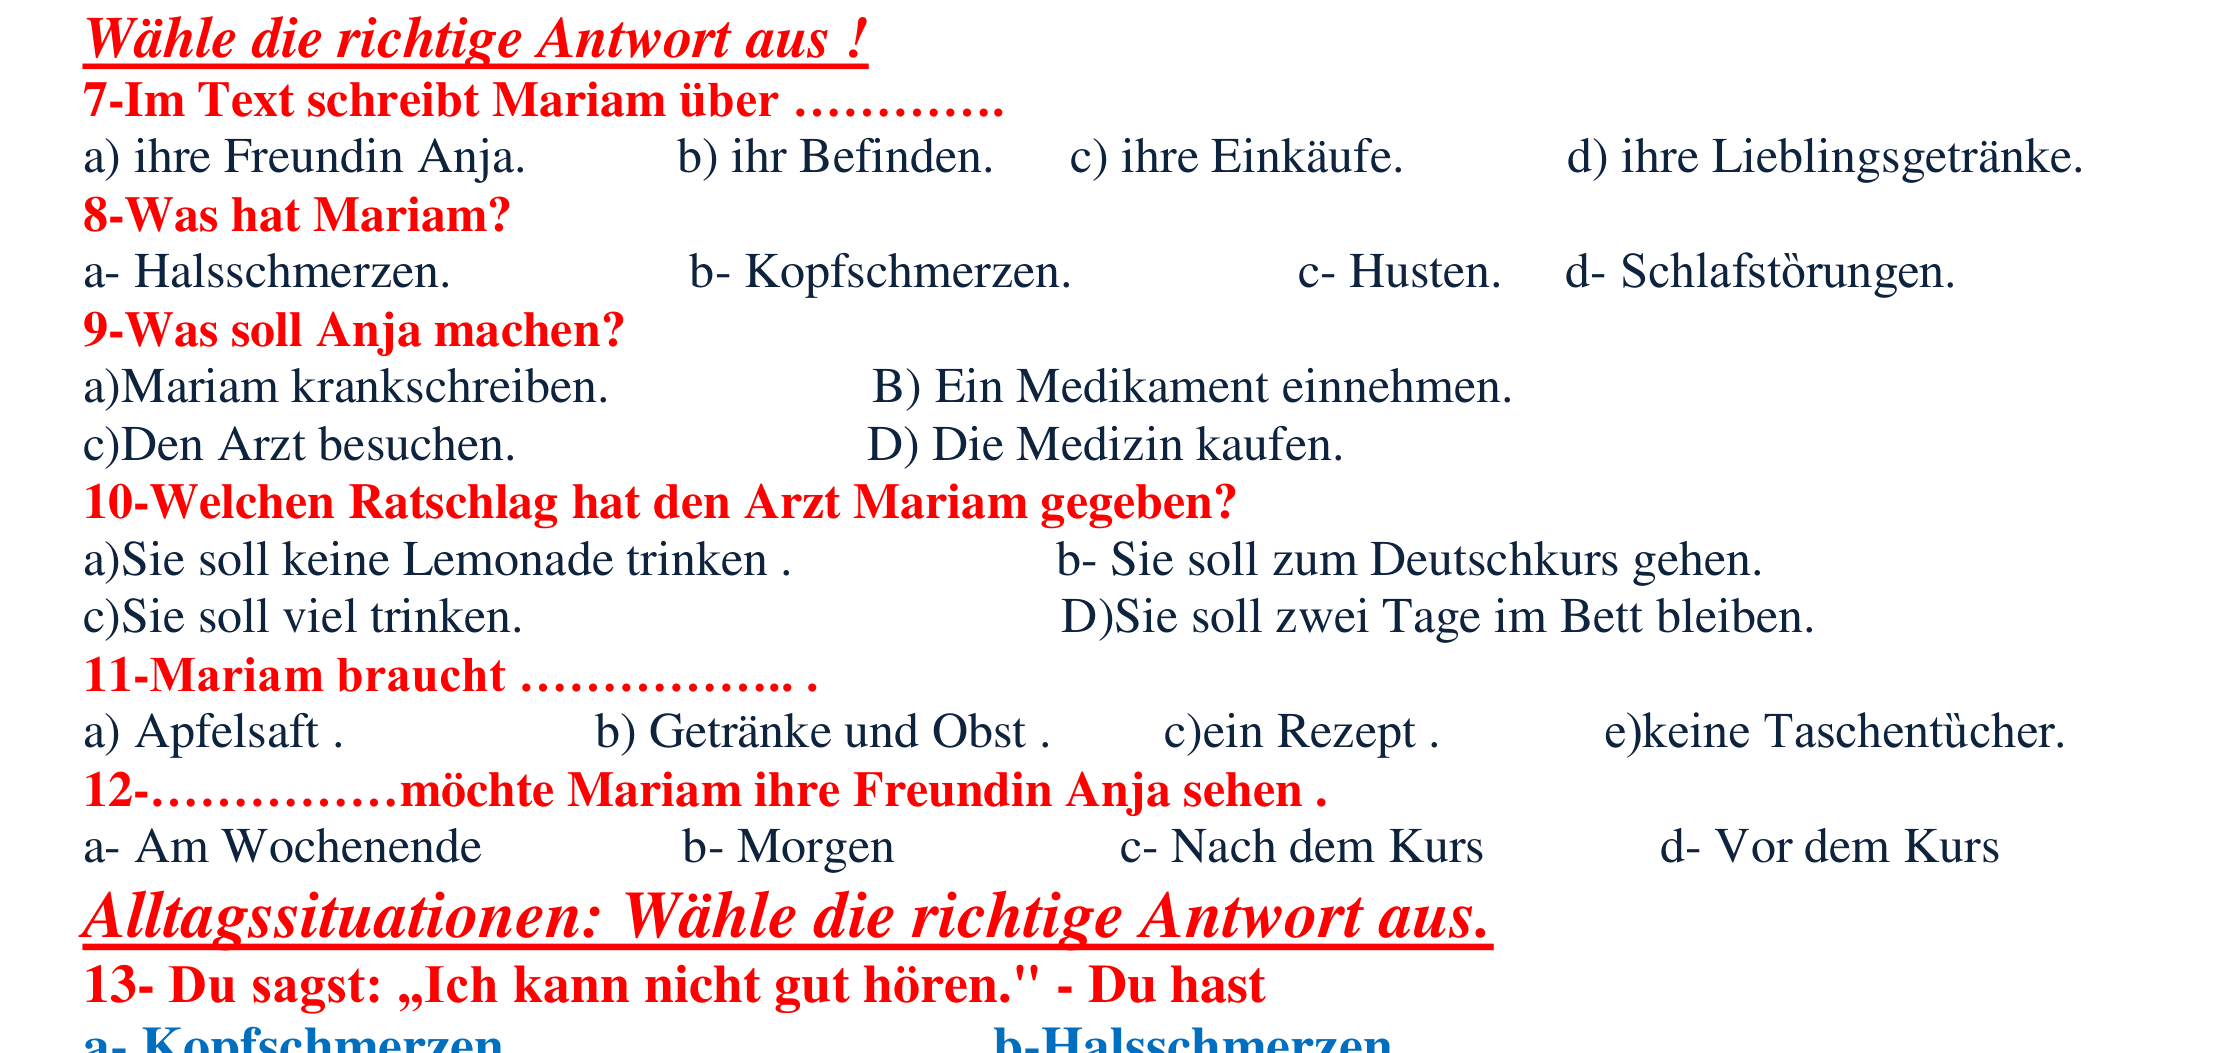 Wähle die richtige Antwort aus !
7-Im Text schreibt Mariam über ………….
a) ihre Freundin Anja. b) ihr Befinden. c) ihre Einkäufe. d) ihre Lieblingsgetränke.
8-Was hat Mariam?
a- Halsschmerzen. b- Kopfschmerzen. c- Husten. d- Schlafstörungen.
9-Was soll Anja machen?
a)Mariam krankschreiben. B) Ein Medikament einnehmen.
c)Den Arzt besuchen. D) Die Medizin kaufen.
10-Welchen Ratschlag hat den Arzt Mariam gegeben?
a)Sie soll keine Lemonade trinken . b- Sie soll zum Deutschkurs gehen.
c)Sie soll viel trinken. D)Sie soll zwei Tage im Bett bleiben.
11-Mariam braucht …………….. .
a) Apfelsaft . b) Getränke und Obst . c)ein Rezept . e)keine Taschentücher.
12-……………möchte Mariam ihre Freundin Anja sehen .
a- Am Wochenende b- Morgen c- Nach dem Kurs d- Vor dem Kurs
Alltagssituationen: Wähle die richtige Antwort aus.
13- Du sagst: „Ich kann nicht gut hören." - Du hast
a- Kopfschmerzen b-Halsschmerzen